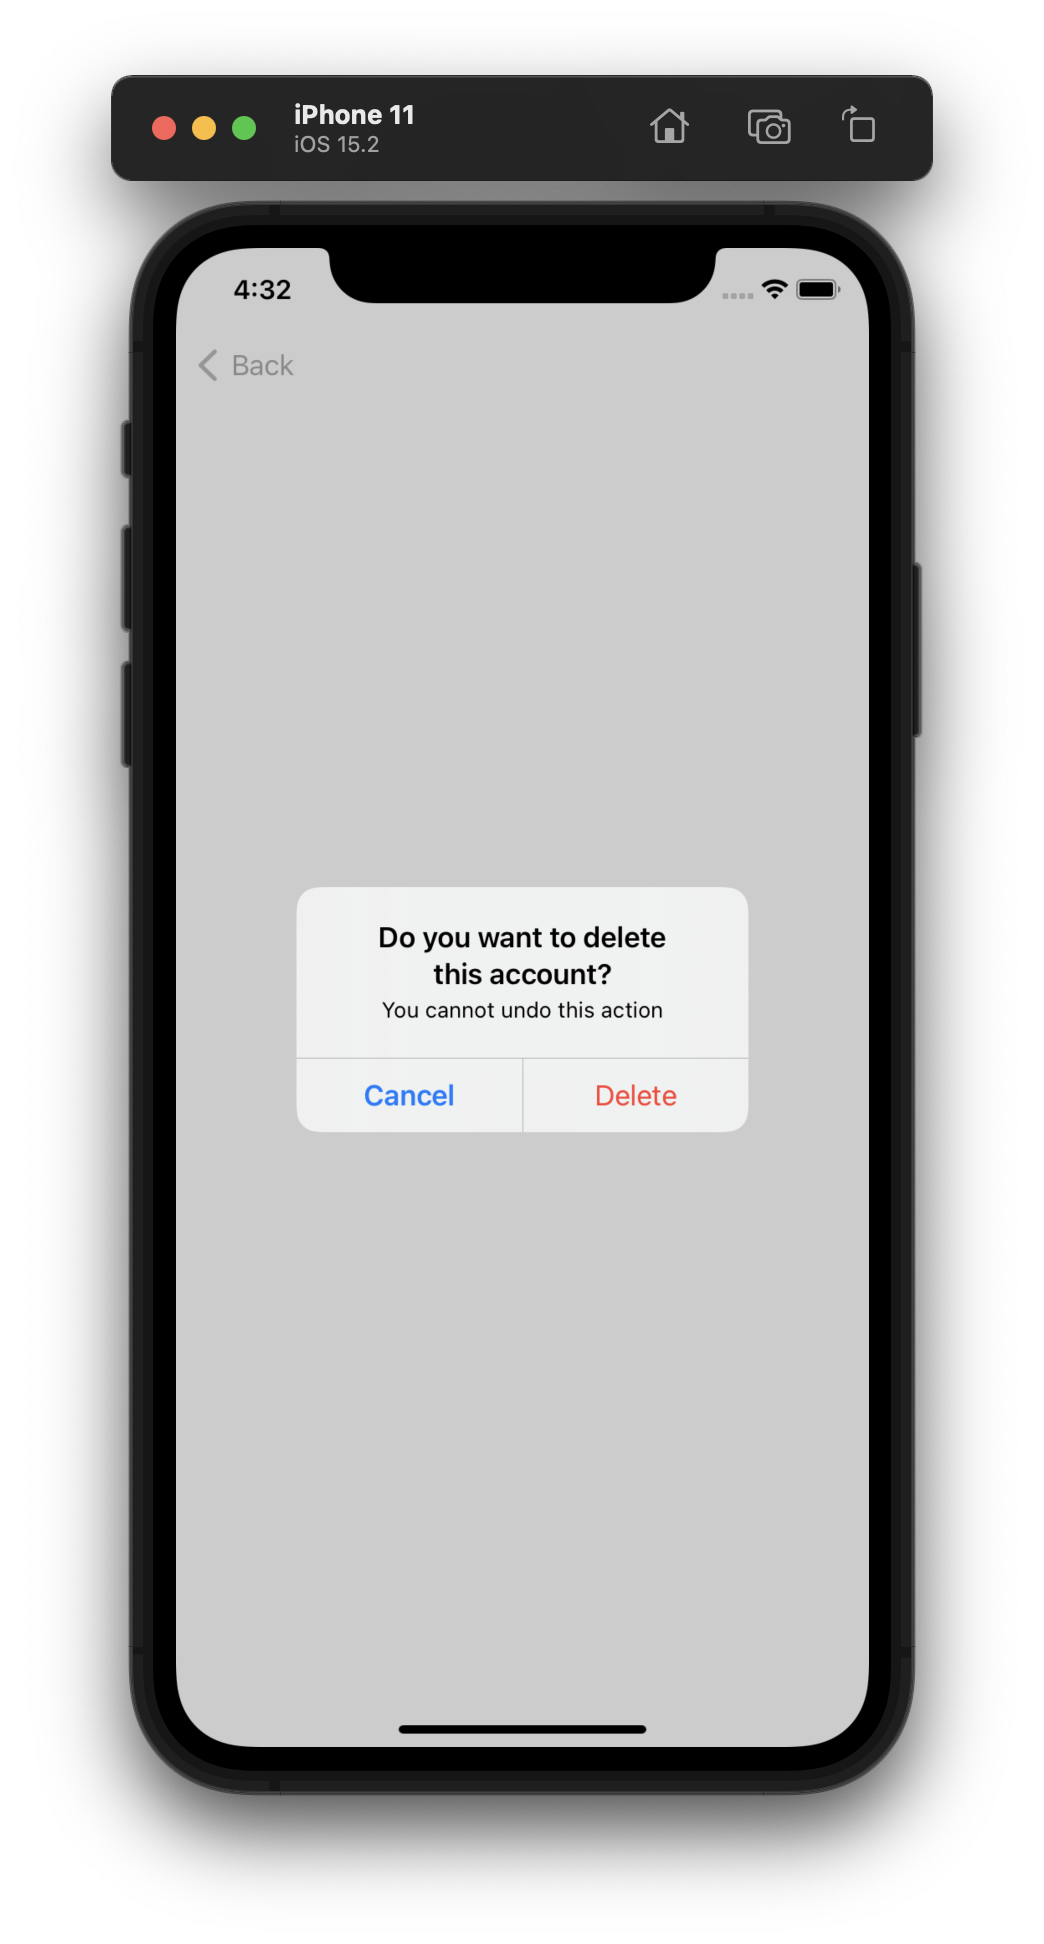 iPhone 11
iOS 15.2
4:32
Back
Do you want to delete
this account?
You cannot undo this action
Cancel
Delete